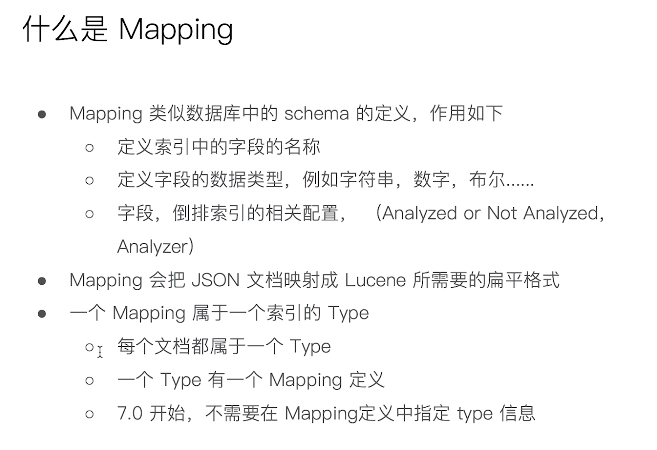 什么是 Mapping
● Mapping 类似数据库中的 schema 的定义，作用如下
○ 定义索引中的字段的名称
○ 定义字段的数据类型，例如字符串，数字，布尔......
○ 字段，倒排索引的相关配置，（Analyzed or Not Analyzed,
Analyzer）
● Mapping 会把 JSON 文档映射成 Lucene 所需要的扁平格式
● 一个 Mapping 属于一个索引的 Type
○ 每个文档都属于一个 Type
○ 一个 Type 有一个 Mapping 定义
○ 7.0 开始，不需要在 Mapping定义中指定 type 信息